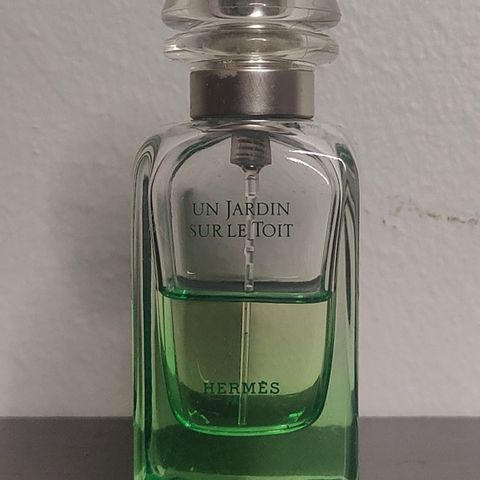 UN JARDIN
SUR LE TOIT
HERMÈS